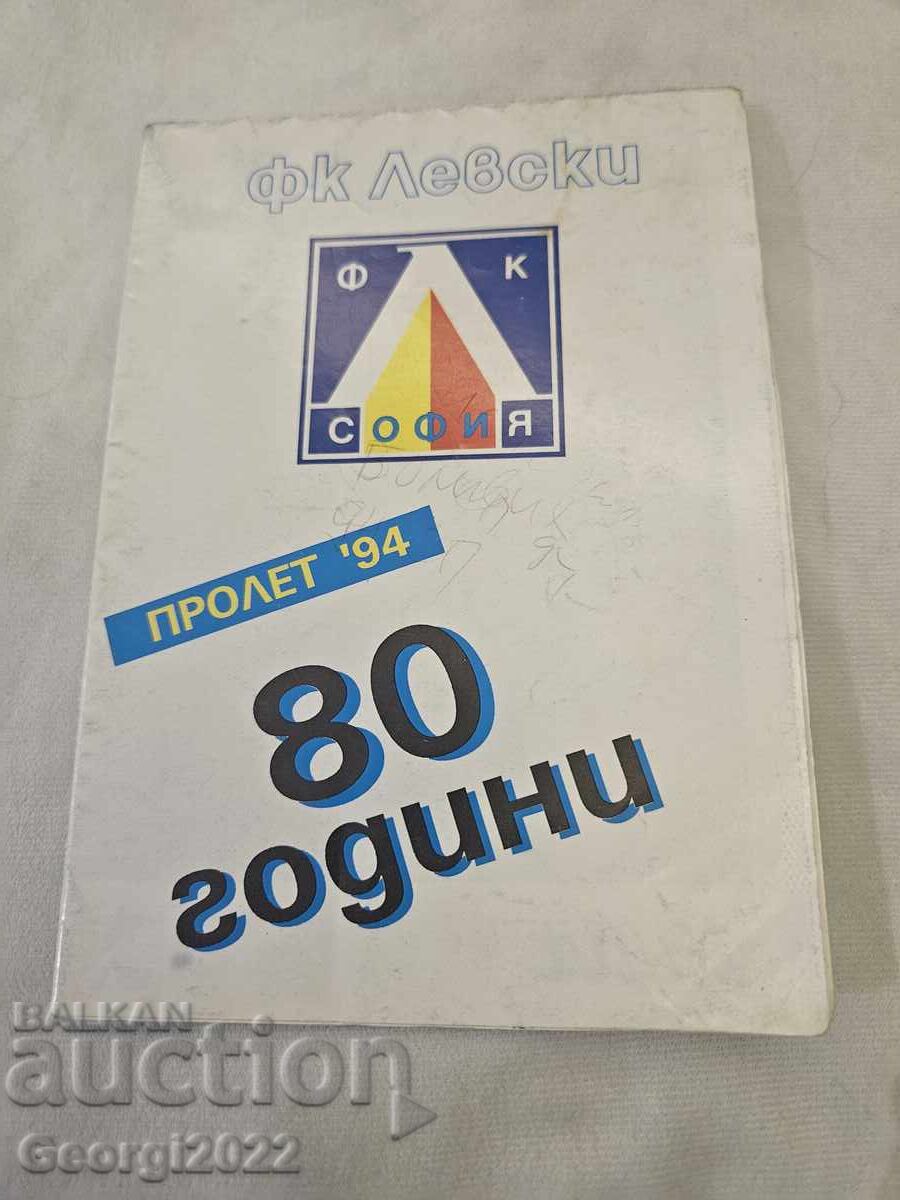 фк Левски
Ф К
СОФИЯ
ПРОЛЕТ '94
80
години
BALKAN
auction
Georgi2022